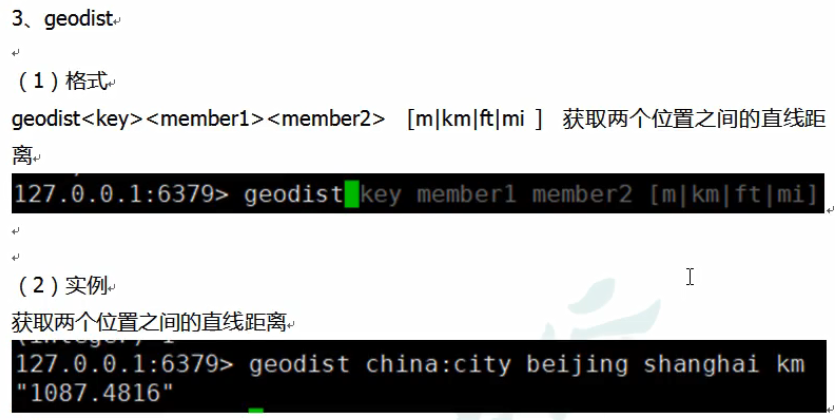 3、geodist
（1）格式
geodist<key><member1><member2> [m|km|ft|mi ] 获取两个位置之间的直线距
离
127.0.0.1:6379> geodist key member1 member2 [m|km|ft|mi]
（2）实例
获取两个位置之间的直线距离
127.0.0.1:6379> geodist china:city beijing shanghai km
"1087.4816"